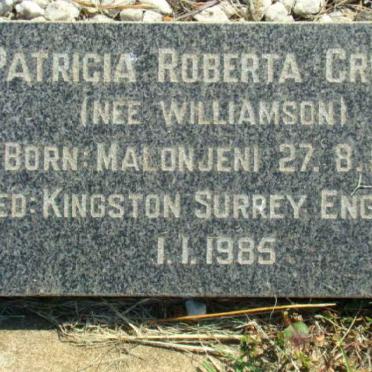 PATRICIA ROBERTA CR
(NEE WILLIAMSON)
BORN: MALONJENI 27. 8.
ED: KINGSTON SURREY ENG
1.1.1985